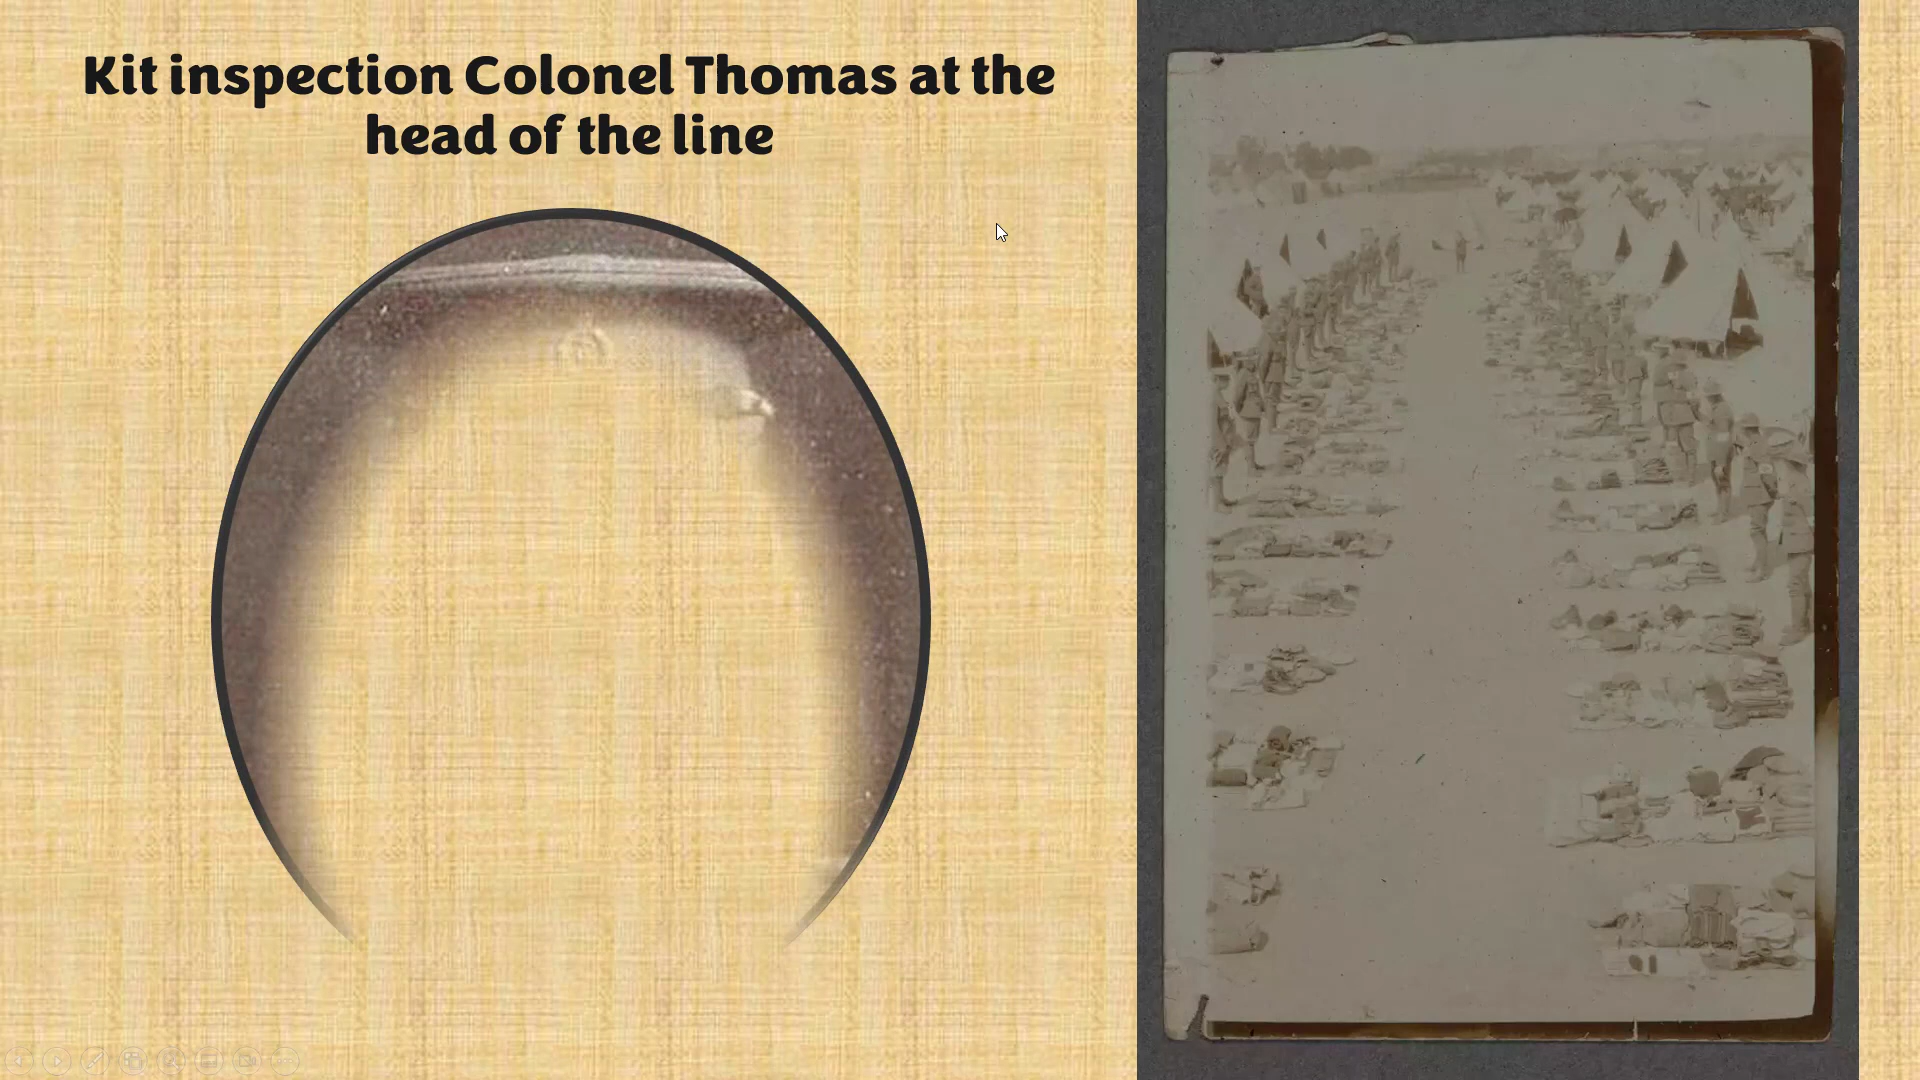 Kit inspection Colonel Thomas at the
head of the line